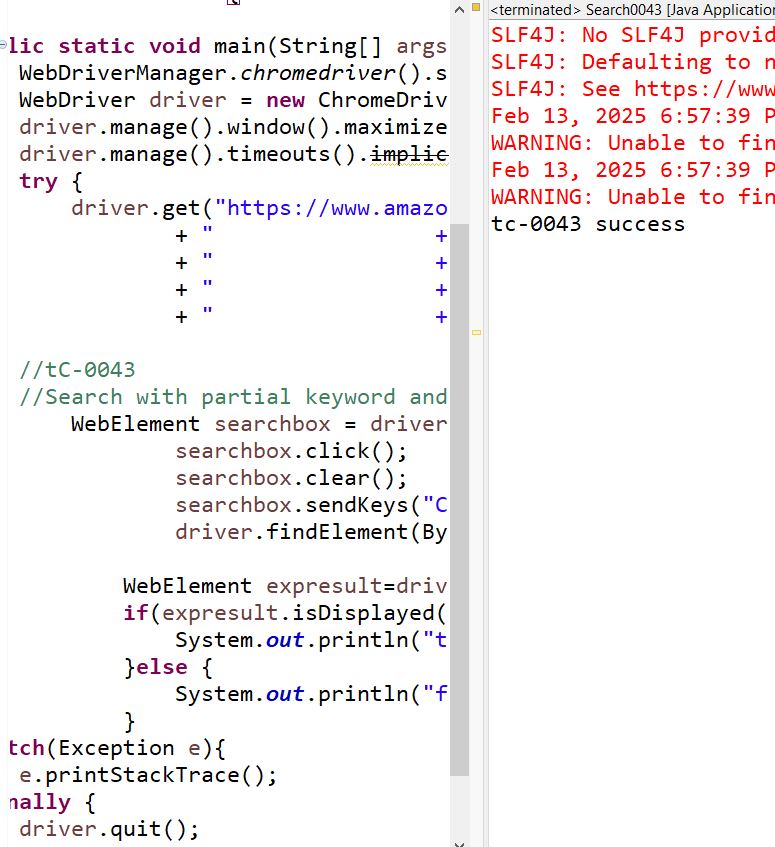 lic static void main(String[] args
WebDriverManager.chromedriver().s
WebDriver driver = new ChromeDriv
driver.manage().window().maximize
driver.manage().timeouts().implic
try {
driver.get("https://www.amazo
+ " +
+ " +
+ " +
+ " +
//tC-0043
//Search with partial keyword and
WebElement searchbox = driver
searchbox.click();
searchbox.clear();
searchbox.sendKeys("C
driver.findElement(By
WebElement expresult=driv
if(expresult.isDisplayed(
System.out.println("t
}else {
System.out.println("f
}
tch(Exception e){
e.printStackTrace();
nally {
driver.quit();
<terminated> Search0043 [Java Application
SLF4J: No SLF4J provid
SLF4J: Defaulting to n
SLF4J: See https://www
Feb 13, 2025 6:57:39 P
WARNING: Unable to fin
Feb 13, 2025 6:57:39 P
WARNING: Unable to fin
tc-0043 success